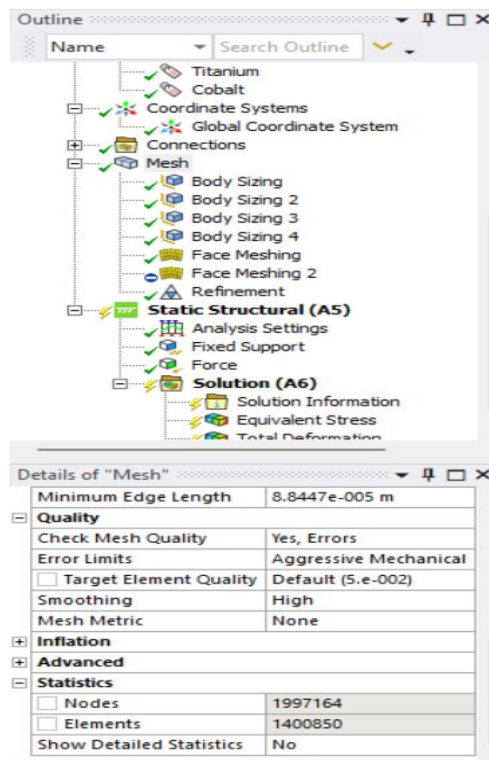 Outline
Name Search Outline
Titanium
Cobalt
Coordinate Systems
Global Coordinate System
Connections
Mesh
Body Sizing
Body Sizing 2
Body Sizing 3
Body Sizing 4
Face Meshing
Face Meshing 2
Refinement
Static Structural (A5)
Analysis Settings
Fixed Support
Force
Solution (A6)
Solution Information
Equivalent Stress
Total Deformation
Details of "Mesh"
Minimum Edge Length 8.8447e-005 m
Quality
Check Mesh Quality Yes, Errors
Error Limits Aggressive Mechanical
Target Element Quality Default (5.e-002)
Smoothing High
Mesh Metric None
Inflation
Advanced
Statistics
Nodes 1997164
Elements 1400850
Show Detailed Statistics No